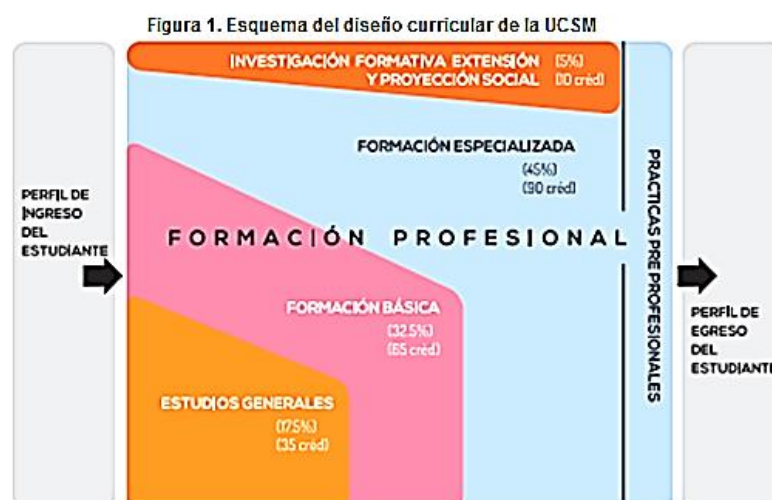 Figura 1. Esquema del diseño curricular de la UCSM
INVESTIGACIÓN FORMATIVA EXTENSIÓN (5%)
Y PROYECCIÓN SOCIAL (10 créd)
FORMACIÓN ESPECIALIZADA
(45%)
(90 créd)
PERFIL DE
INGRESO
DEL
ESTUDIANTE
FORMACIÓN PROFESIONAL
FORMACIÓN BÁSICA
(32.5%)
(65 créd)
ESTUDIOS GENERALES
(17.5%)
(35 créd)
PRACTICAS PRE PROFESIONALES
PERFÍL DE
EGRESO
DEL
ESTUDIANTE